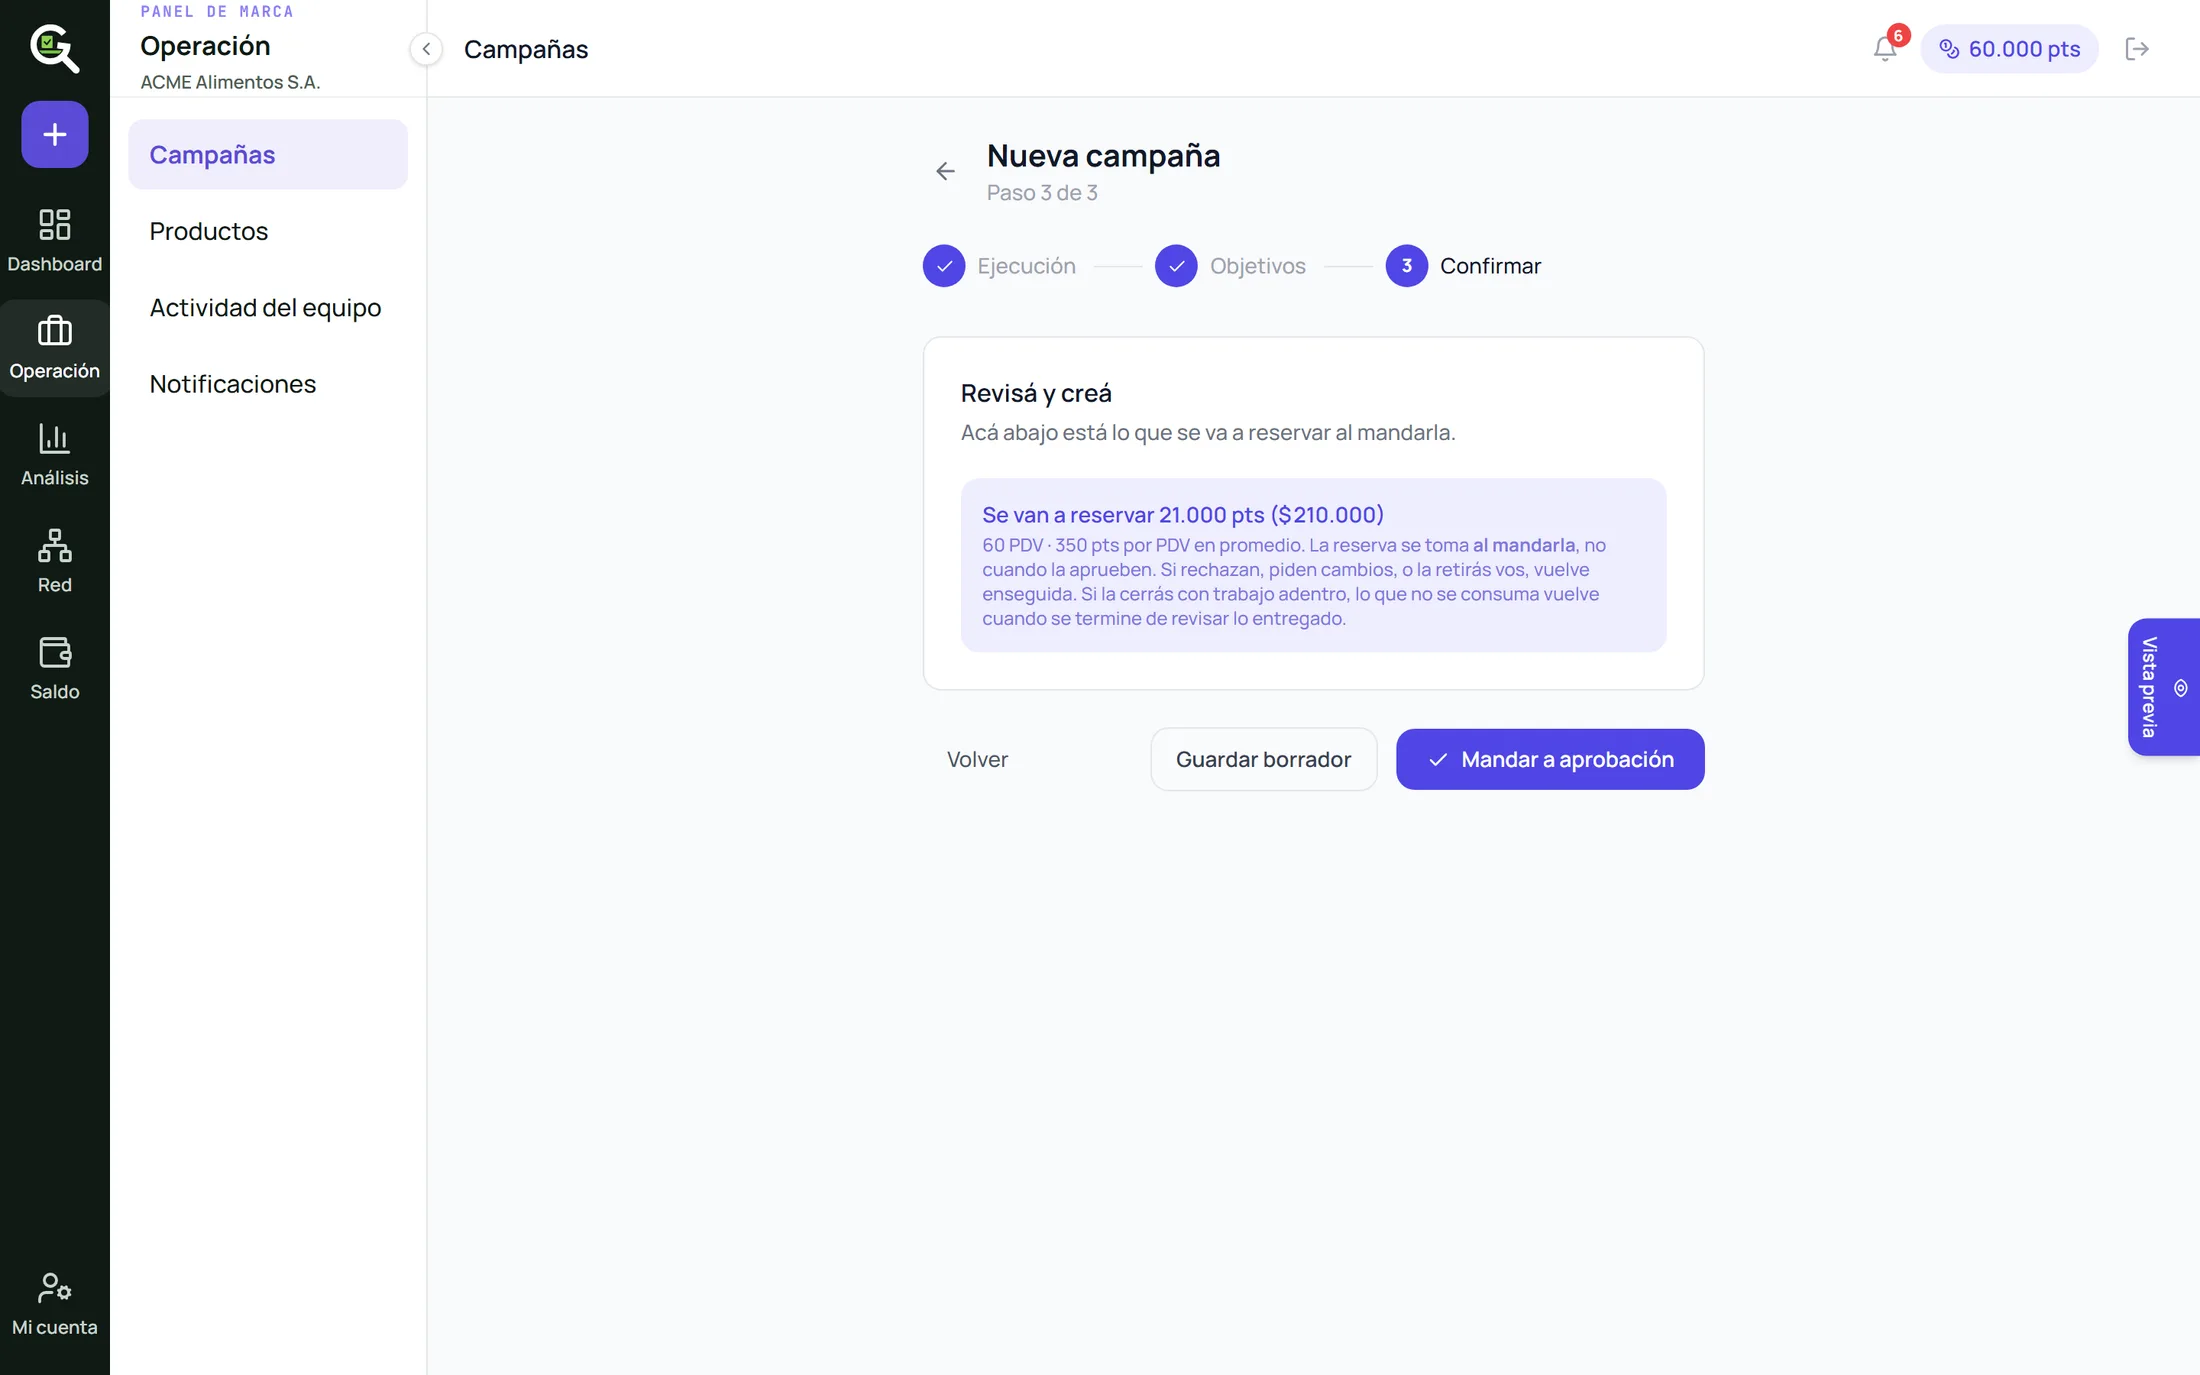 PANEL DE MARCA
Operación
ACME Alimentos S.A.
Campañas
6
60.000 pts
Dashboard
Operación
Análisis
Red
Saldo
Mi cuenta
Campañas
Productos
Actividad del equipo
Notificaciones
Nueva campaña
Paso 3 de 3
Ejecución
Objetivos
3 Confirmar
Revisá y creá
Acá abajo está lo que se va a reservar al mandarla.
Se van a reservar 21.000 pts ($210.000)
60 PDV · 350 pts por PDV en promedio. La reserva se toma al mandarla, no
cuando la aprueben. Si rechazan, piden cambios, o la retirás vos, vuelve
enseguida. Si la cerrás con trabajo adentro, lo que no se consuma vuelve
cuando se termine de revisar lo entregado.
Volver
Guardar borrador
Mandar a aprobación
Vista previa